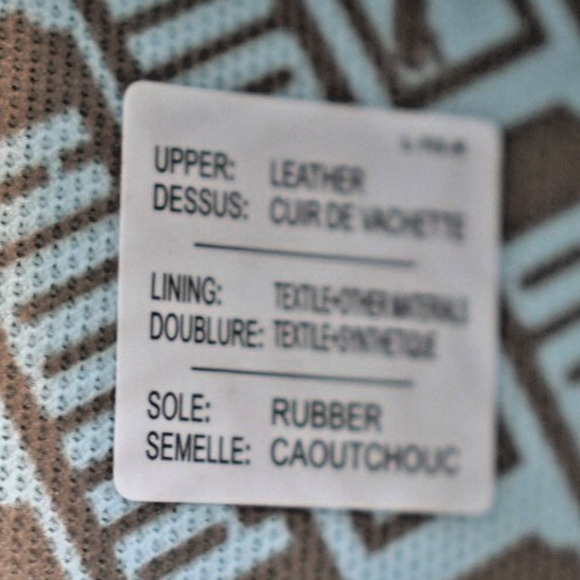 UPPER: LEATHER
DESSUS: CUIR DE VACHETTE
LINING: TEXTILE+OTHER MATERIALS
DOUBLURE: TEXTILE+SYNTHETIQUE
SOLE: RUBBER
SEMELLE: CAOUTCHOUC